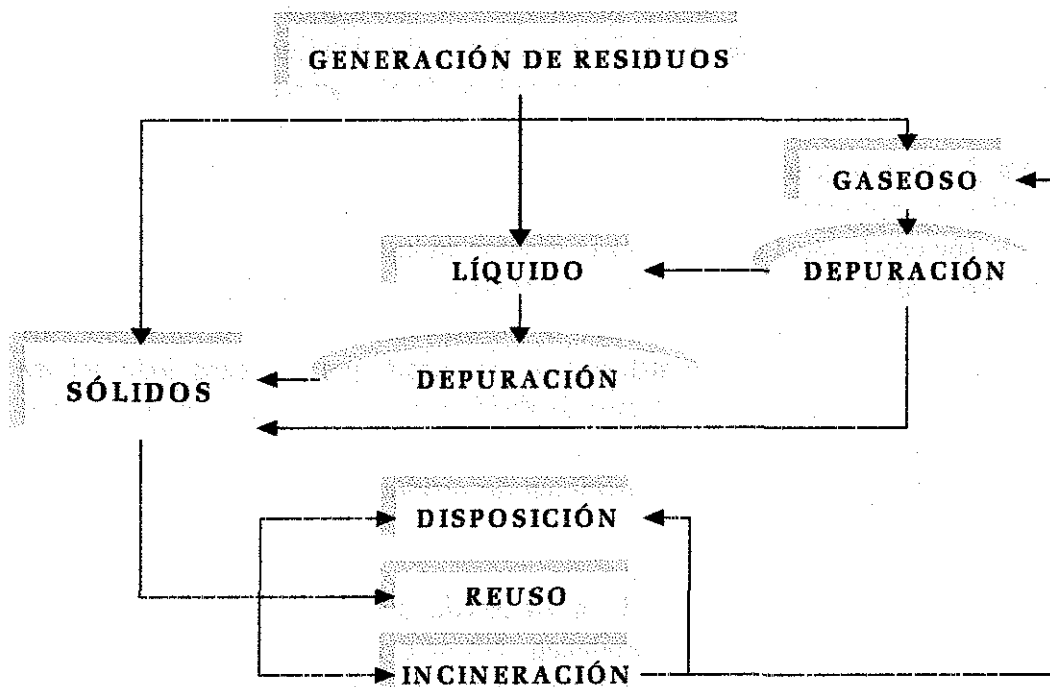 GENERACIÓN DE RESIDUOS
GASEOSO
LÍQUIDO
DEPURACIÓN
SÓLIDOS
DEPURACIÓN
DISPOSICIÓN
REUSO
INCINERACIÓN